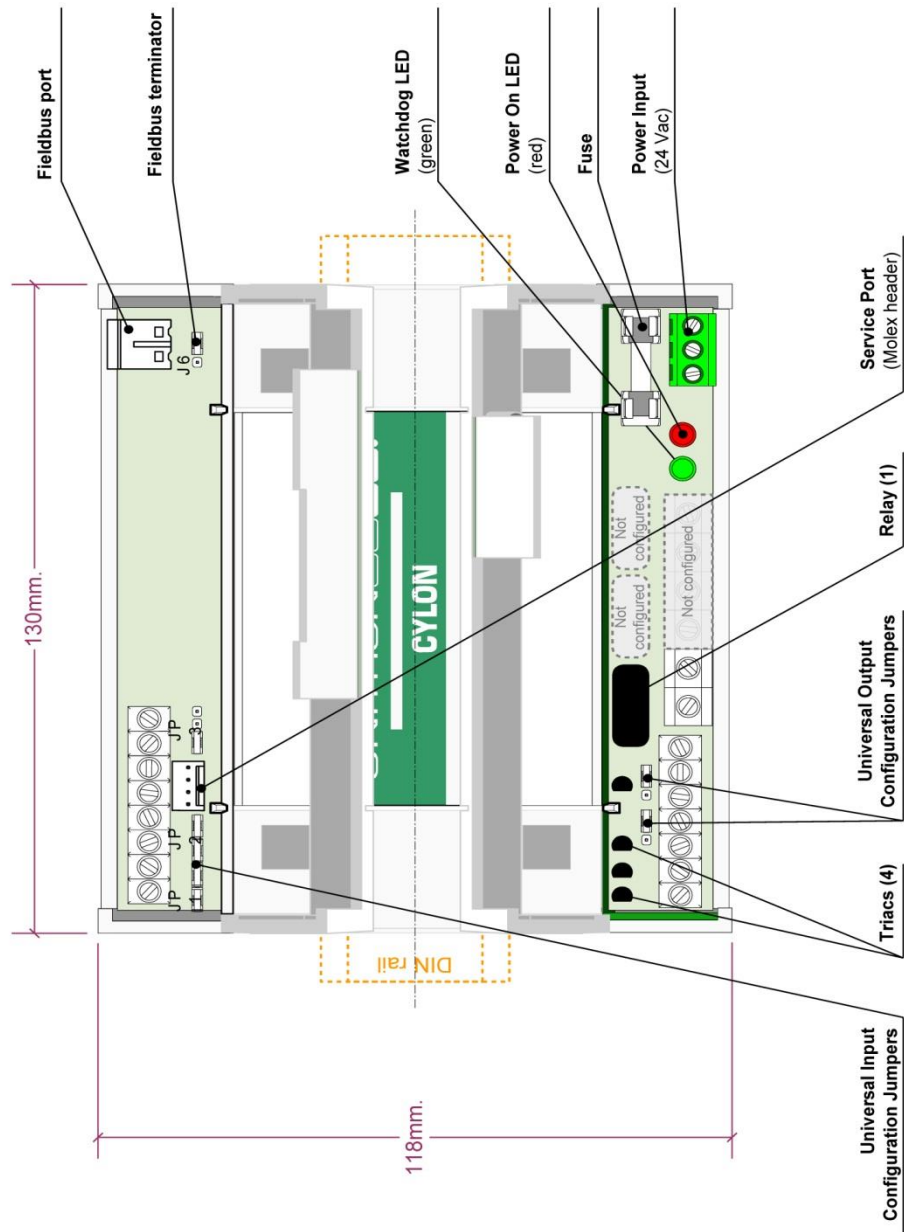 Fieldbus port
Fieldbus terminator
Watchdog LED
(green)
Power On LED
(red)
Fuse
Power Input
(24 Vac)
Service Port
(Molex header)
Relay (1)
Universal Output
Configuration Jumpers
Triacs (4)
Universal Input
Configuration Jumpers
130mm.
118mm.
J6
JP
3
JP
2
JP
1
DIN rail
CYLON
Not
configured
Not
configured
Not configured